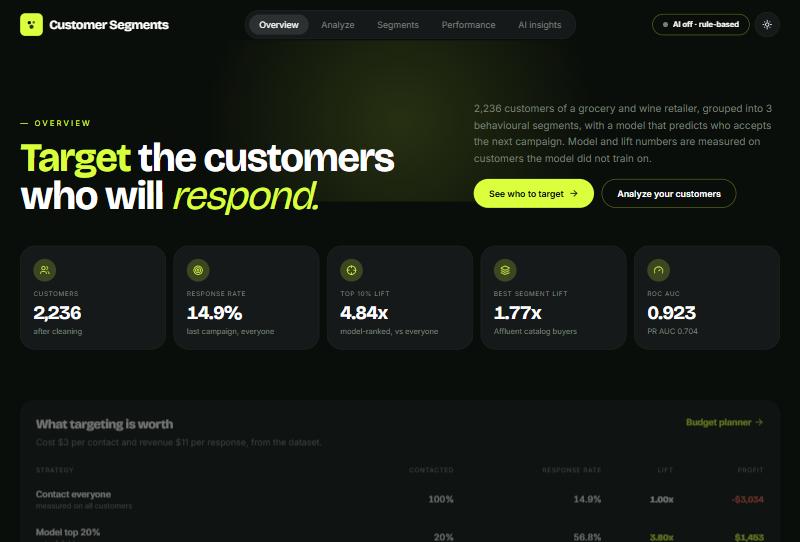 Customer Segments
Overview
Analyze
Segments
Performance
AI insights
AI off · rule-based
— OVERVIEW
Target the customers
who will respond.
2,236 customers of a grocery and wine retailer, grouped into 3
behavioural segments, with a model that predicts who accepts
the next campaign. Model and lift numbers are measured on
customers the model did not train on.
See who to target →
Analyze your customers
CUSTOMERS
2,236
after cleaning
RESPONSE RATE
14.9%
last campaign, everyone
TOP 10% LIFT
4.84x
model-ranked, vs everyone
BEST SEGMENT LIFT
1.77x
Affluent catalog buyers
ROC AUC
0.923
PR AUC 0.704
What targeting is worth
Budget planner →
Cost $3 per contact and revenue $11 per response, from the dataset.
STRATEGY CONTACTED RESPONSE RATE LIFT PROFIT
Contact everyone 100% 14.9% 1.00x -$3,034
measured on all customers
Model top 20% 20% 56.8% 3.80x $1,453